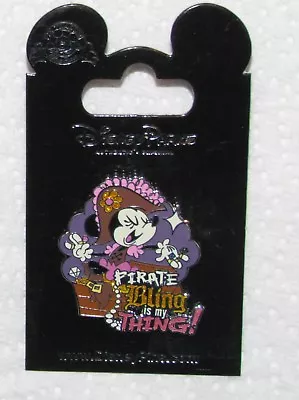 Disney Parks
PIRATE
Bling
is my
THING!
www.DisneyPins.com